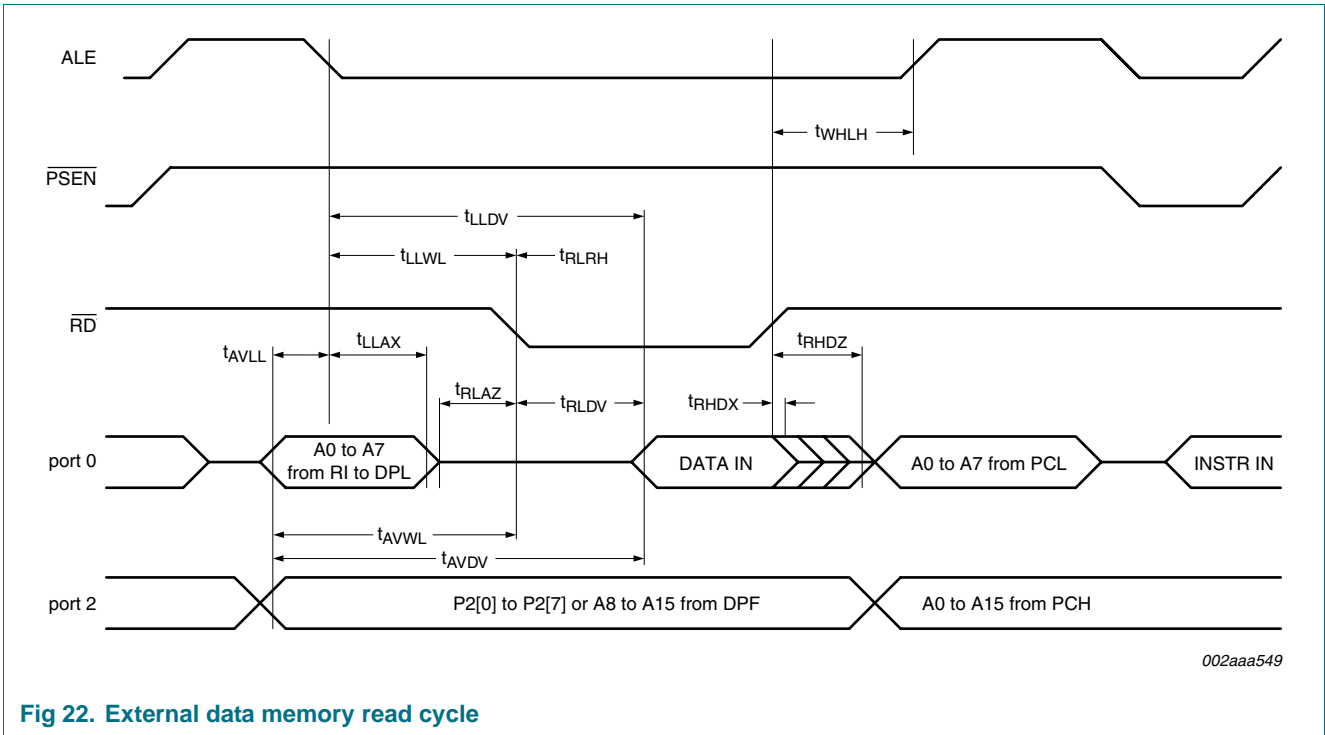 ALE
tWHLH
PSEN
tLLDV
tLLWL
tRLRH
RD
tAVLL
tLLAX
tRHDZ
tRLAZ
tRLDV
tRHDX
port 0
A0 to A7
from RI to DPL
DATA IN
A0 to A7 from PCL
INSTR IN
tAVWL
tAVDV
port 2
P2[0] to P2[7] or A8 to A15 from DPF
A0 to A15 from PCH
002aaa549
Fig 22. External data memory read cycle